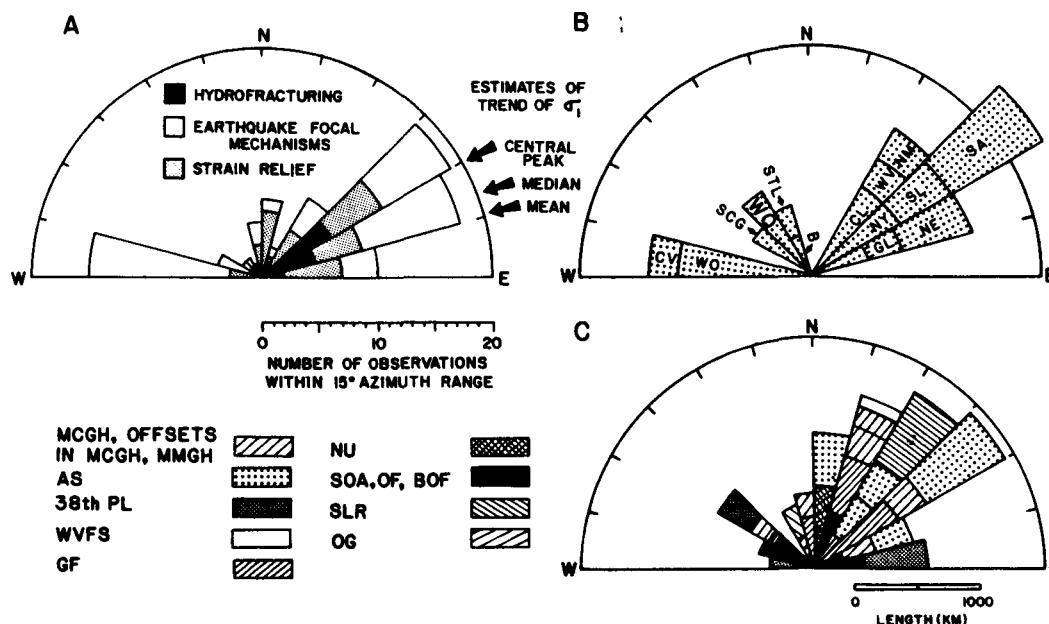 A
N
HYDROFRACTURING
EARTHQUAKE FOCAL
MECHANISMS
STRAIN RELIEF
W
E
ESTIMATES OF
TREND OF σ1
CENTRAL
PEAK
MEDIAN
MEAN
0 10 20
NUMBER OF OBSERVATIONS
WITHIN 15° AZIMUTH RANGE
B
N
STL
WO
SCG
B
CV
WO
GL
WV
NM
NY
SL
SA
EGL
NE
W
E
C
N
W
0 1000
LENGTH (KM)
MCGH, OFFSETS
IN MCGH, MMGH
AS
38th PL
WVFS
GF
NU
SOA, OF, BOF
SLR
OG